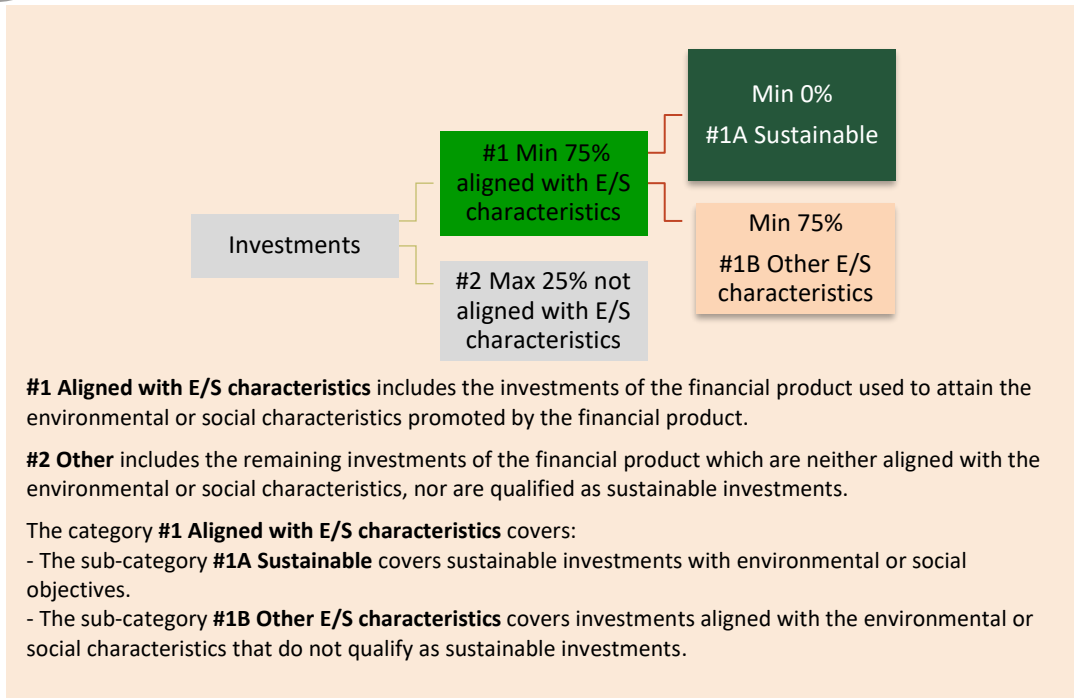 Min 0%
#1A Sustainable
#1 Min 75%
aligned with E/S
characteristics
Min 75%
#1B Other E/S
characteristics
Investments
#2 Max 25% not
aligned with E/S
characteristics
#1 Aligned with E/S characteristics includes the investments of the financial product used to attain the
environmental or social characteristics promoted by the financial product.
#2 Other includes the remaining investments of the financial product which are neither aligned with the
environmental or social characteristics, nor are qualified as sustainable investments.
The category #1 Aligned with E/S characteristics covers:
- The sub-category #1A Sustainable covers sustainable investments with environmental or social
objectives.
- The sub-category #1B Other E/S characteristics covers investments aligned with the environmental or
social characteristics that do not qualify as sustainable investments.